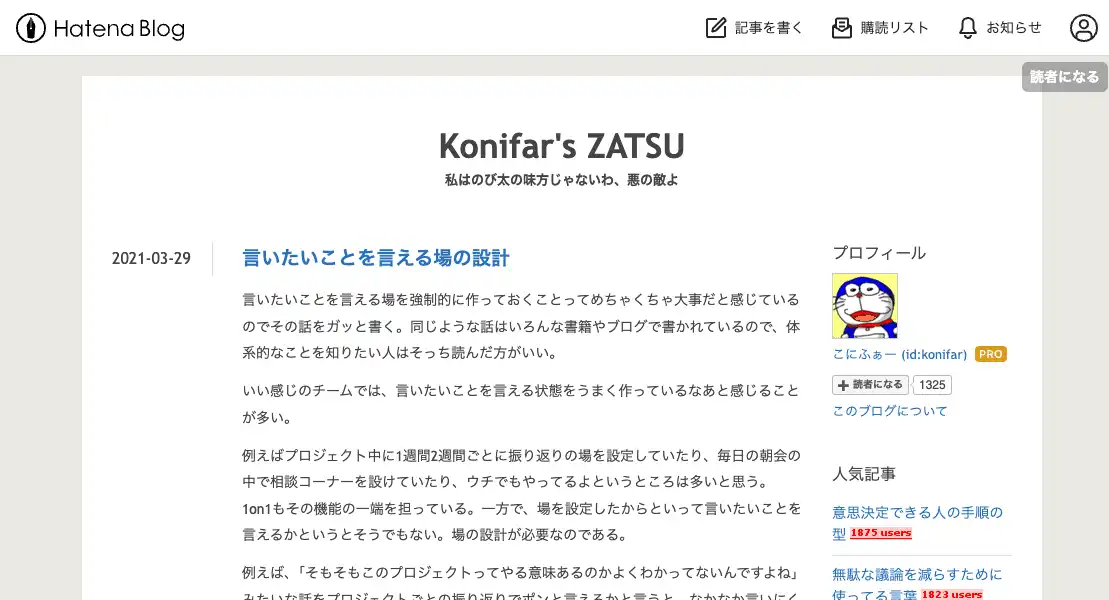 Hatena Blog
記事を書く
購読リスト
お知らせ
読者になる
Konifar's ZATSU
私はのび太の味方じゃないわ、悪の敵よ
2021-03-29
言いたいことを言える場の設計
言いたいことを言える場を強制的に作っておくことってめちゃくちゃ大事だと感じている
のでその話をガッと書く。同じような話はいろんな書籍やブログで書かれているので、体
系的なことを知りたい人はそっち読んだ方がいい。
いい感じのチームでは、言いたいことを言える状態をうまく作っているなあと感じること
が多い。
例えばプロジェクト中に1週間2週間ごとに振り返りの場を設定していたり、毎日の朝会の
中で相談コーナーを設けていたり、ウチでもやってるよというところは多いと思う。
1on1もその機能の一端を担っている。一方で、場を設定したからといって言いたいことを
言えるかというとそうでもない。場の設計が必要なのである。
例えば、「そもそもこのプロジェクトってやる意味あるのかよくわかってないんですよね」
みたいな話をプロジェクトごとの振り返りでポンと言えるかと言うと、なかなか言いにく
プロフィール
こにふぁー (id:konifar) PRO
読者になる 1325
このブログについて
人気記事
意思決定できる人の手順の
型 1875 users
無駄な議論を減らすために
使ってる言葉 1823 users